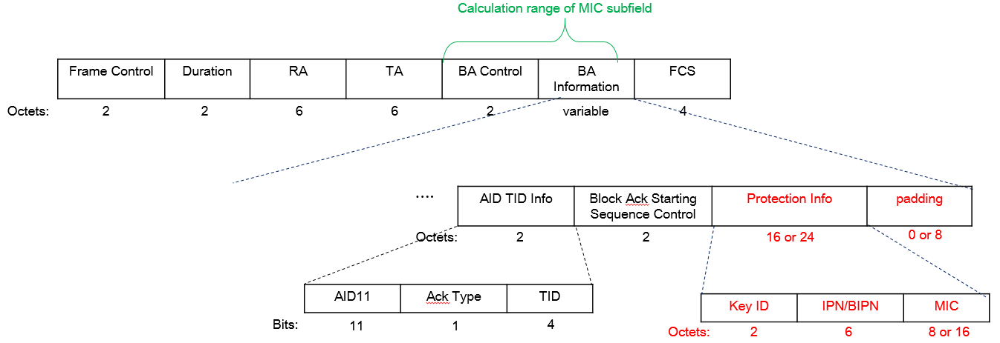 Calculation range of MIC subfield
Frame Control Duration RA TA BA Control BA Information FCS
Octets: 2 2 6 6 2 variable 4
.... AID TID Info Block Ack Starting Sequence Control Protection Info padding
Octets: 2 2 16 or 24 0 or 8
AID11 Ack Type TID
Bits: 11 1 4
Key ID IPN/BIPN MIC
Octets: 2 6 8 or 16